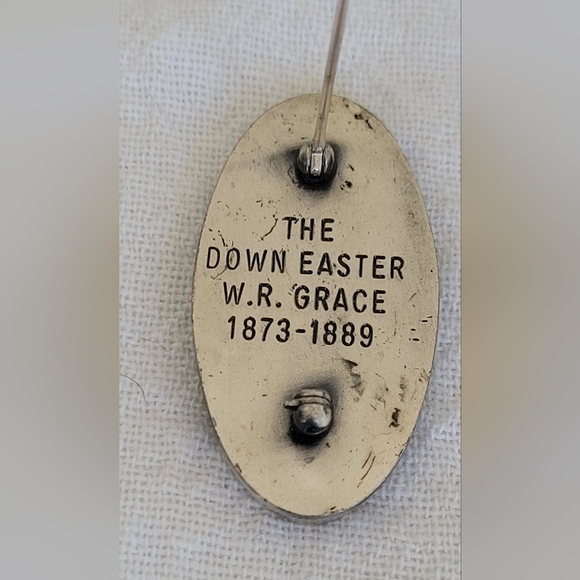 THE
DOWN EASTER
W.R. GRACE
1873-1889